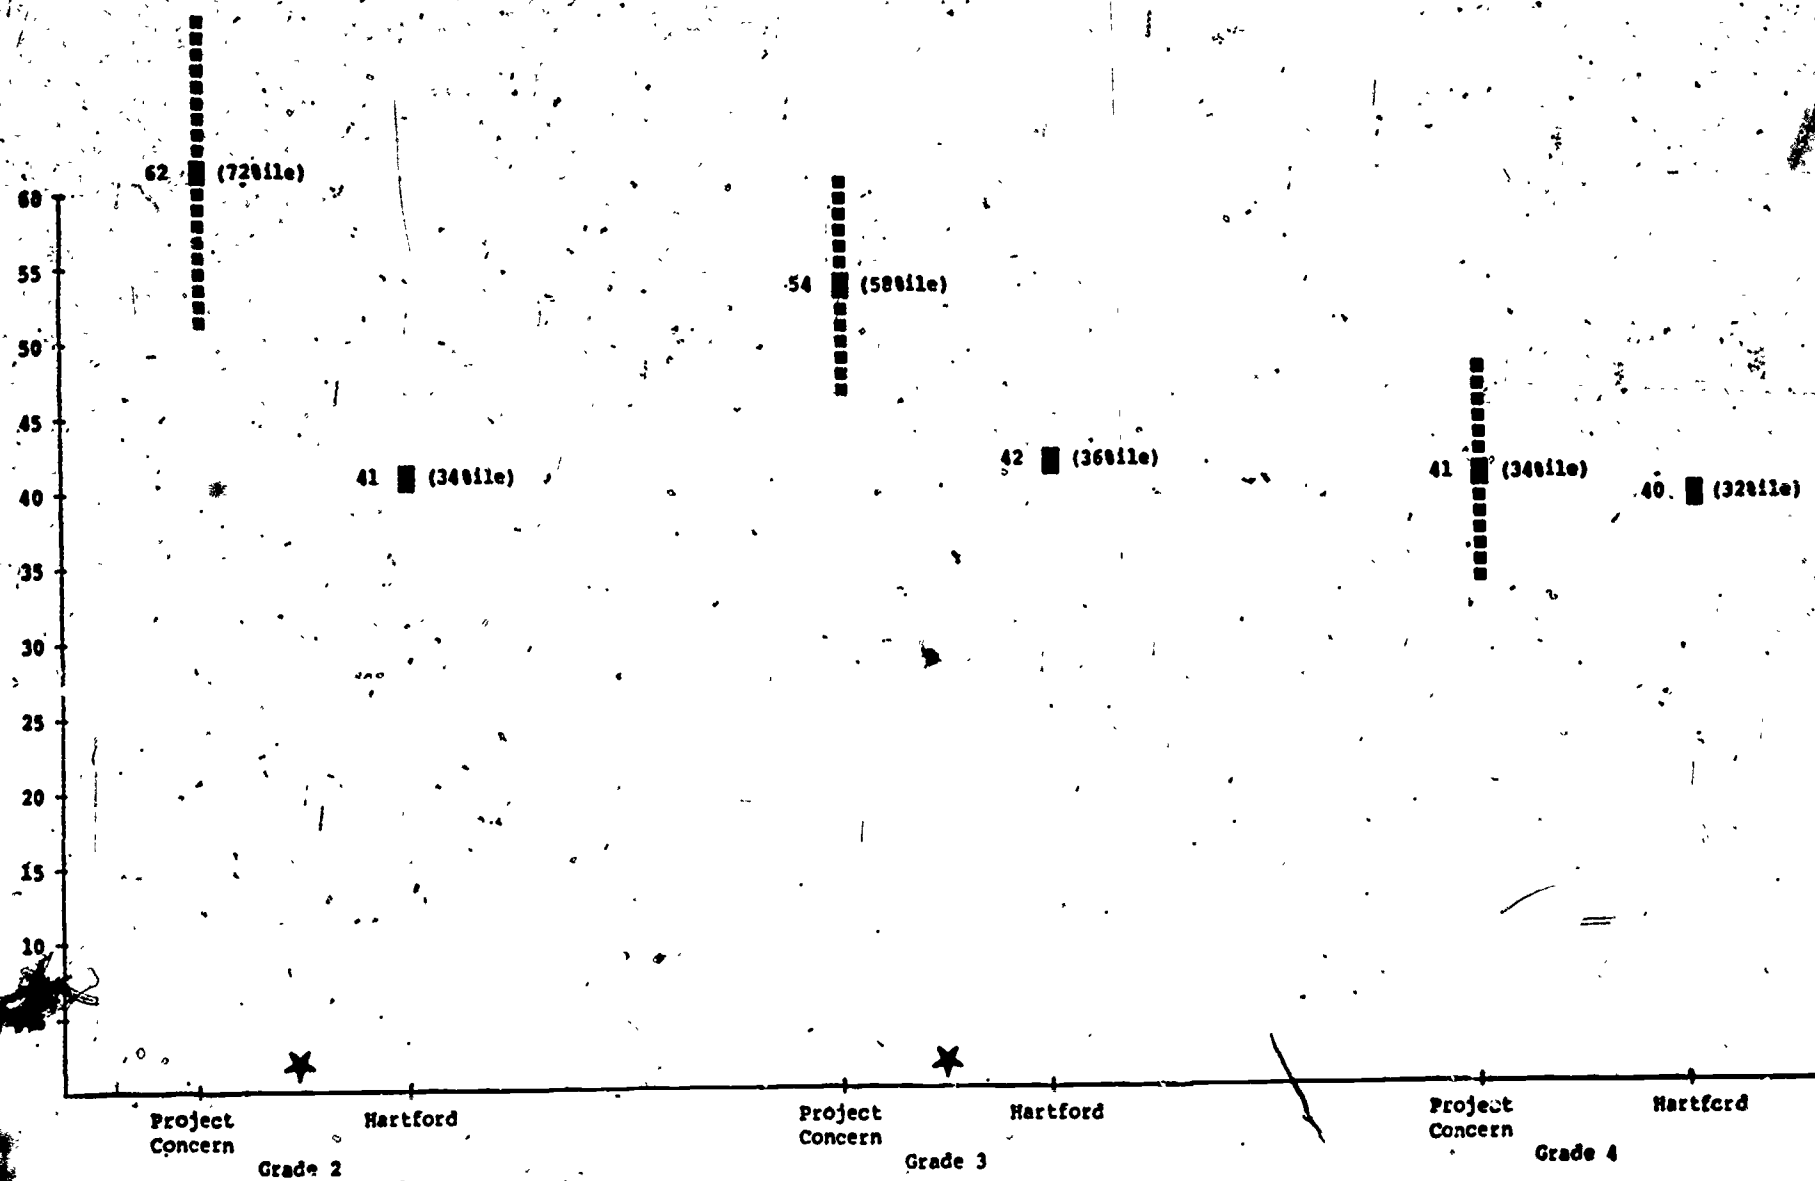 62 (72%ile)
60
55
54 (58%ile)
50
45
42 (36%ile)
41 (34%ile)
41 (34%ile)
40 (32%ile)
40
35
30
25
20
15
10
Project Concern
Hartford
Grade 2
Project Concern
Hartford
Grade 3
Project Concern
Hartford
Grade 4